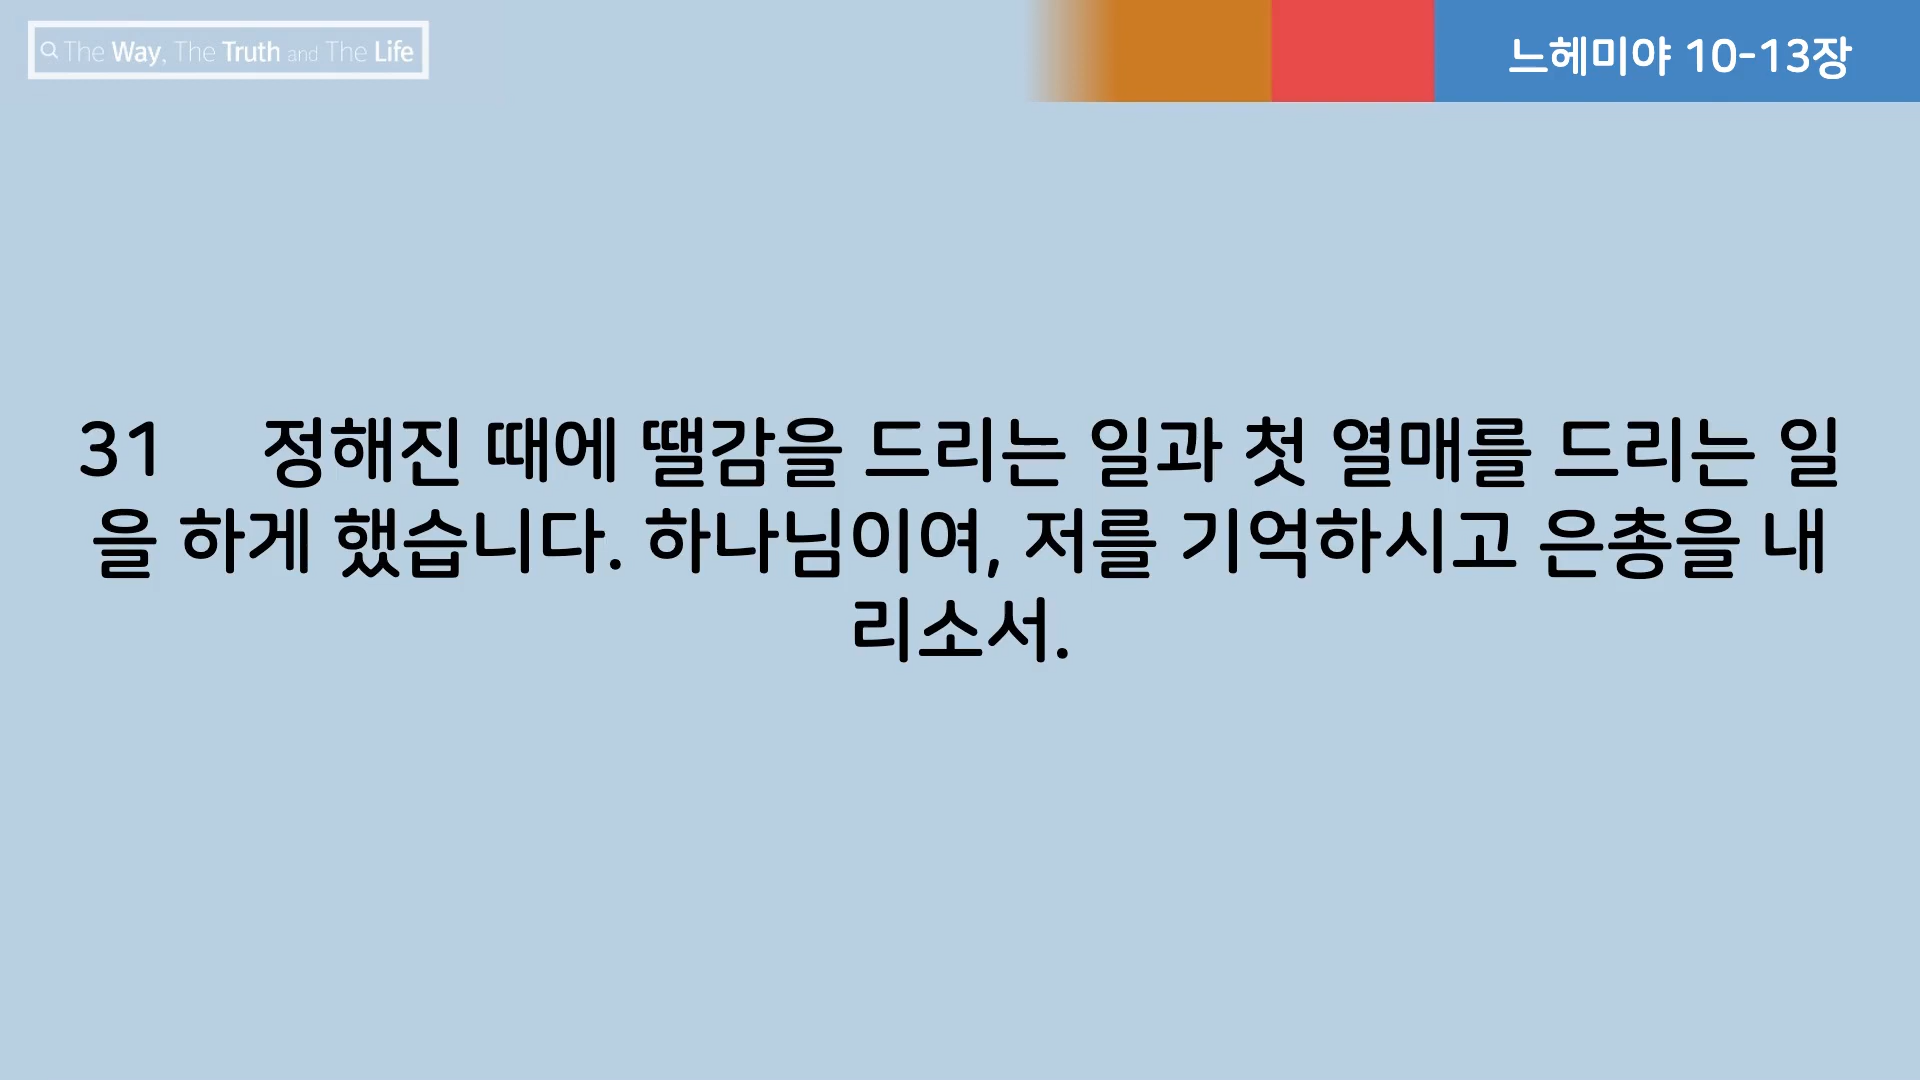 The Way, The Truth and The Life
느헤미야 10-13장
31 정해진 때에 땔감을 드리는 일과 첫 열매를 드리는 일
을 하게 했습니다. 하나님이여, 저를 기억하시고 은총을 내
리소서.